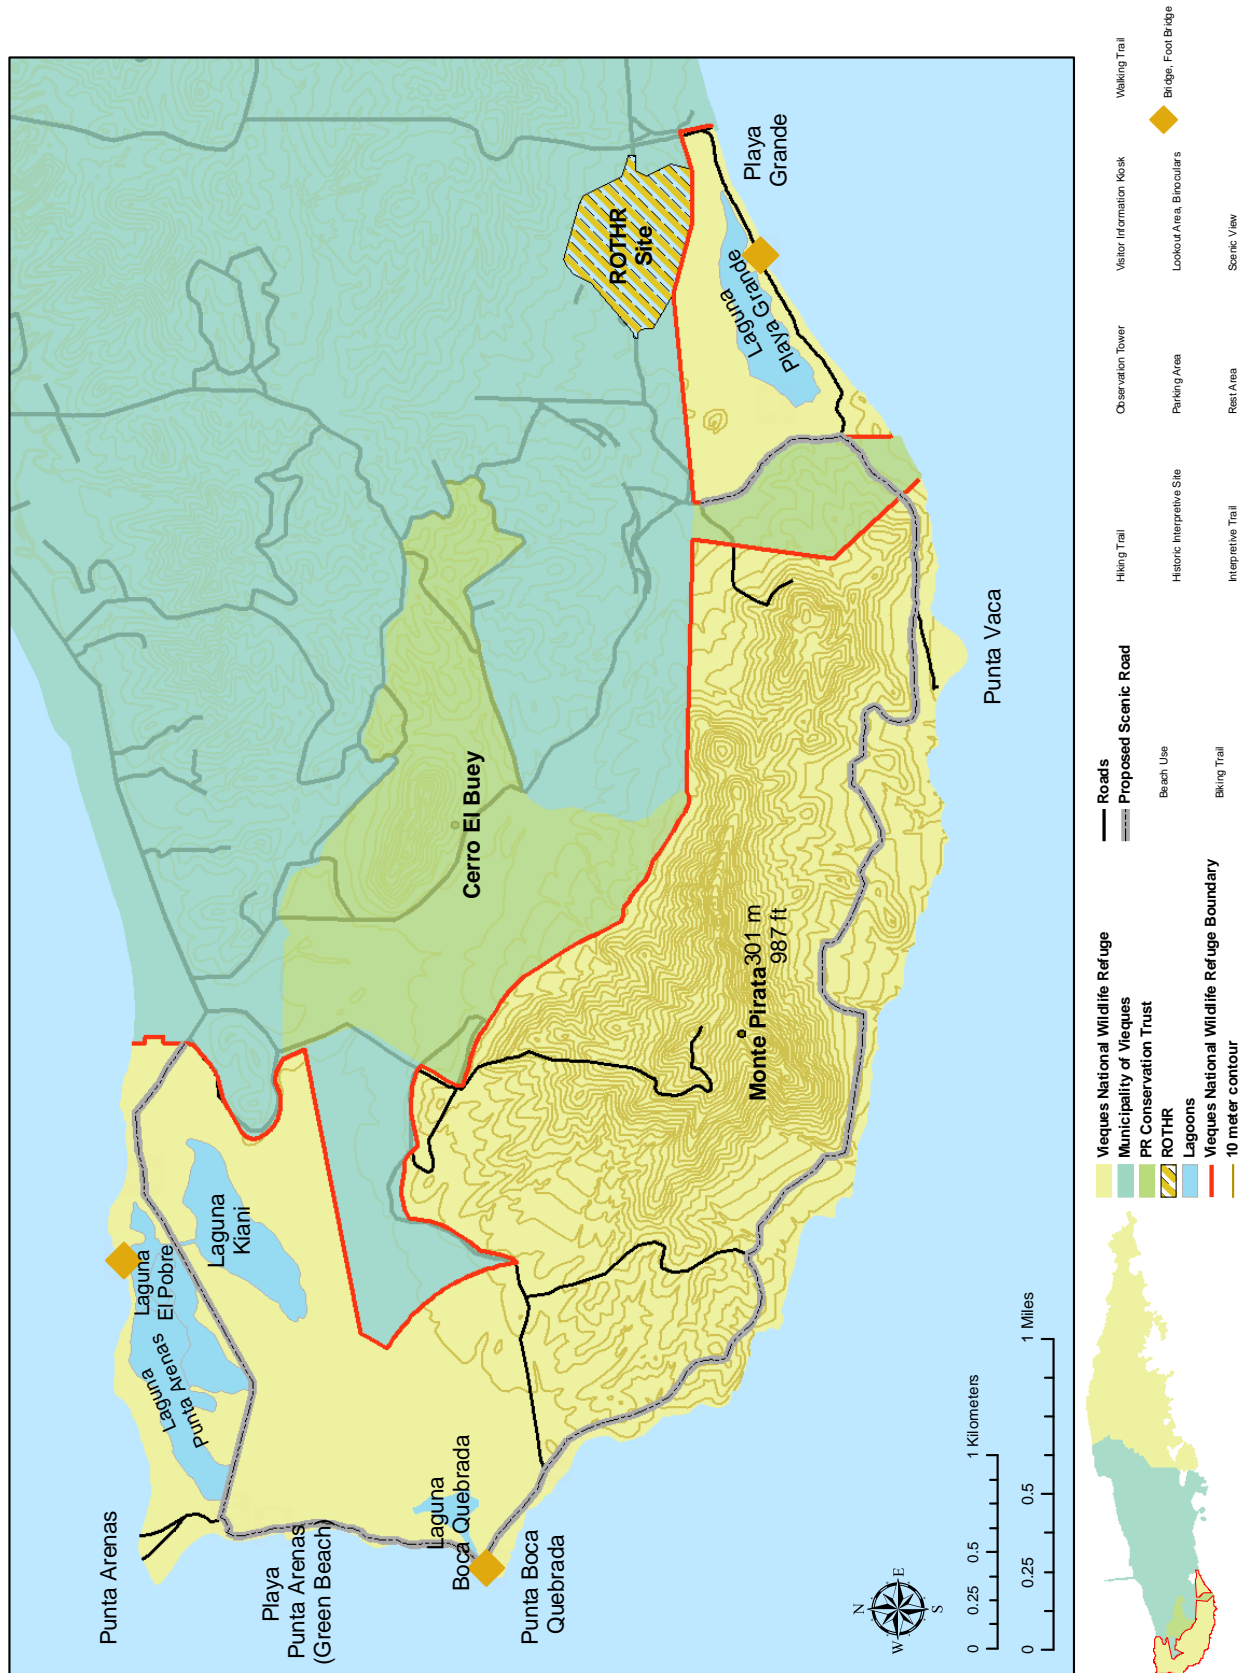 Punta Arenas
Laguna
Punta Arenas
Laguna
El Pobre
Laguna
Kiani
Playa
Punta Arenas
(Green Beach)
Laguna
Boca Quebrada
Punta Boca
Quebrada
Cerro El Buey
Monte Pirata
301 m
987 ft
Punta Vaca
ROTHR
Site
Laguna
Playa Grande
Playa
Grande
N
E
S
W
0 0.25 0.5 1 Kilometers
0 0.25 0.5 1 Miles
Vieques National Wildlife Refuge
Municipality of Vieques
PR Conservation Trust
ROTHR
Lagoons
Vieques National Wildlife Refuge Boundary
10 meter contour
Roads
Proposed Scenic Road
Beach Use
Biking Trail
Hiking Trail
Historic Interpretive Site
Interpretive Trail
Observation Tower
Parking Area
Rest Area
Visitor Information Kiosk
Lookout Area, Binoculars
Scenic View
Walking Trail
Bridge, Foot Bridge